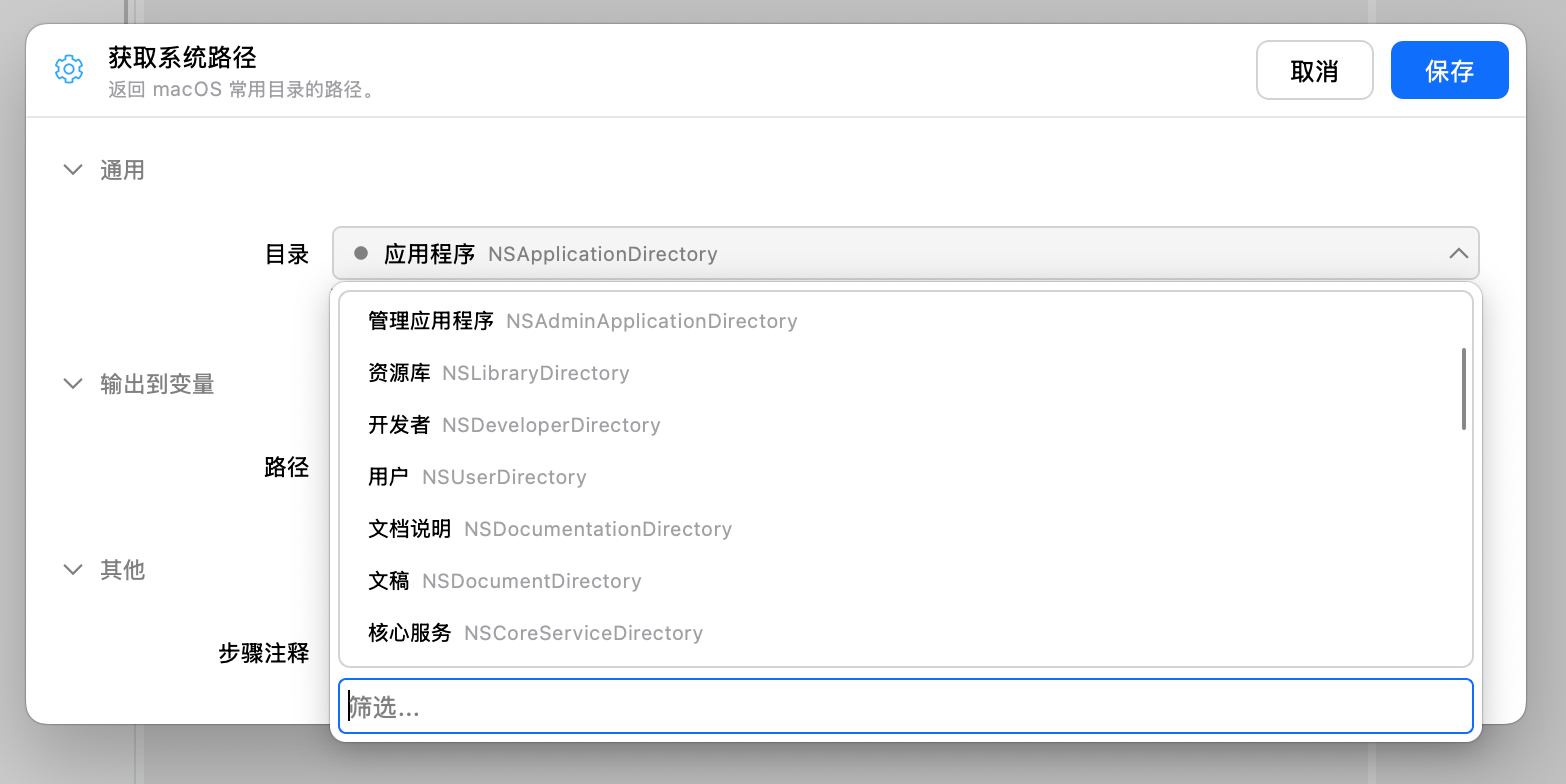 获取系统路径
返回 macOS 常用目录的路径。
取消
保存
通用
目录
应用程序 NSApplicationDirectory
管理应用程序 NSAdminApplicationDirectory
资源库 NSLibraryDirectory
开发者 NSDeveloperDirectory
用户 NSUserDirectory
文档说明 NSDocumentationDirectory
文稿 NSDocumentDirectory
核心服务 NSCoreServiceDirectory
筛选...
输出到变量
路径
其他
步骤注释